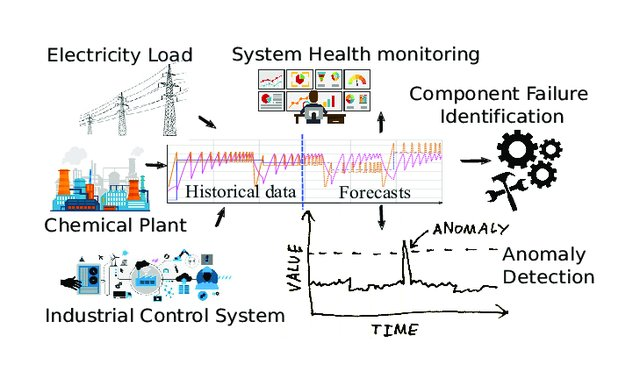 Electricity Load
System Health monitoring
Component Failure
Identification
Historical data
Forecasts
Chemical Plant
ANOMALY
Anomaly
Detection
VALUE
Industrial Control System
TIME